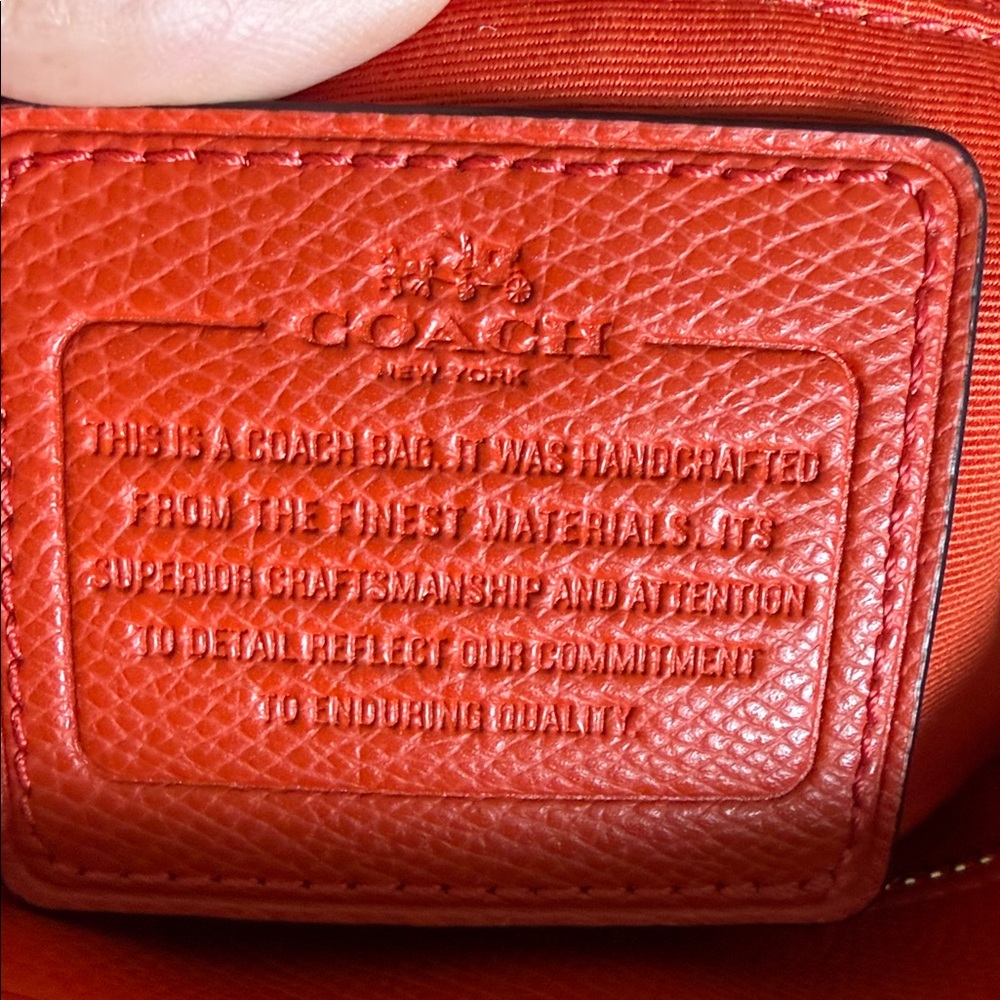 COACH
NEW YORK
THIS IS A COACH BAG. IT WAS HANDCRAFTED
FROM THE FINEST MATERIALS. ITS
SUPERIOR CRAFTSMANSHIP AND ATTENTION
TO DETAIL REFLECT OUR COMMITMENT
TO ENDURING QUALITY.